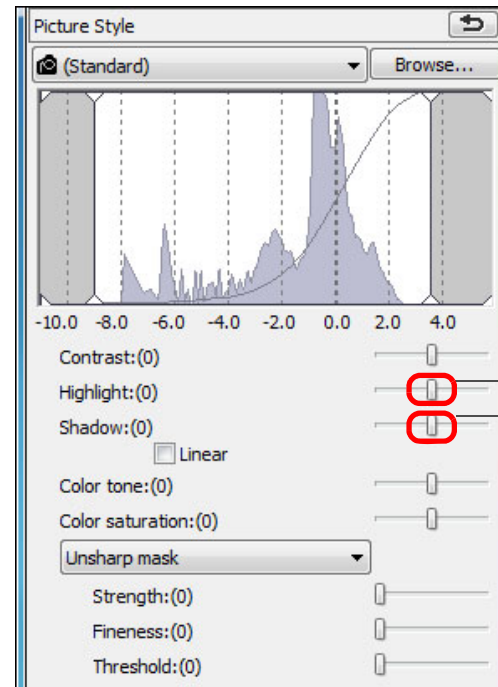 Picture Style
(Standard) Browse...
-10.0 -8.0 -6.0 -4.0 -2.0 0.0 2.0 4.0
Contrast:(0)
Highlight:(0)
Shadow:(0)
Linear
Color tone:(0)
Color saturation:(0)
Unsharp mask
Strength:(0)
Fineness:(0)
Threshold:(0)